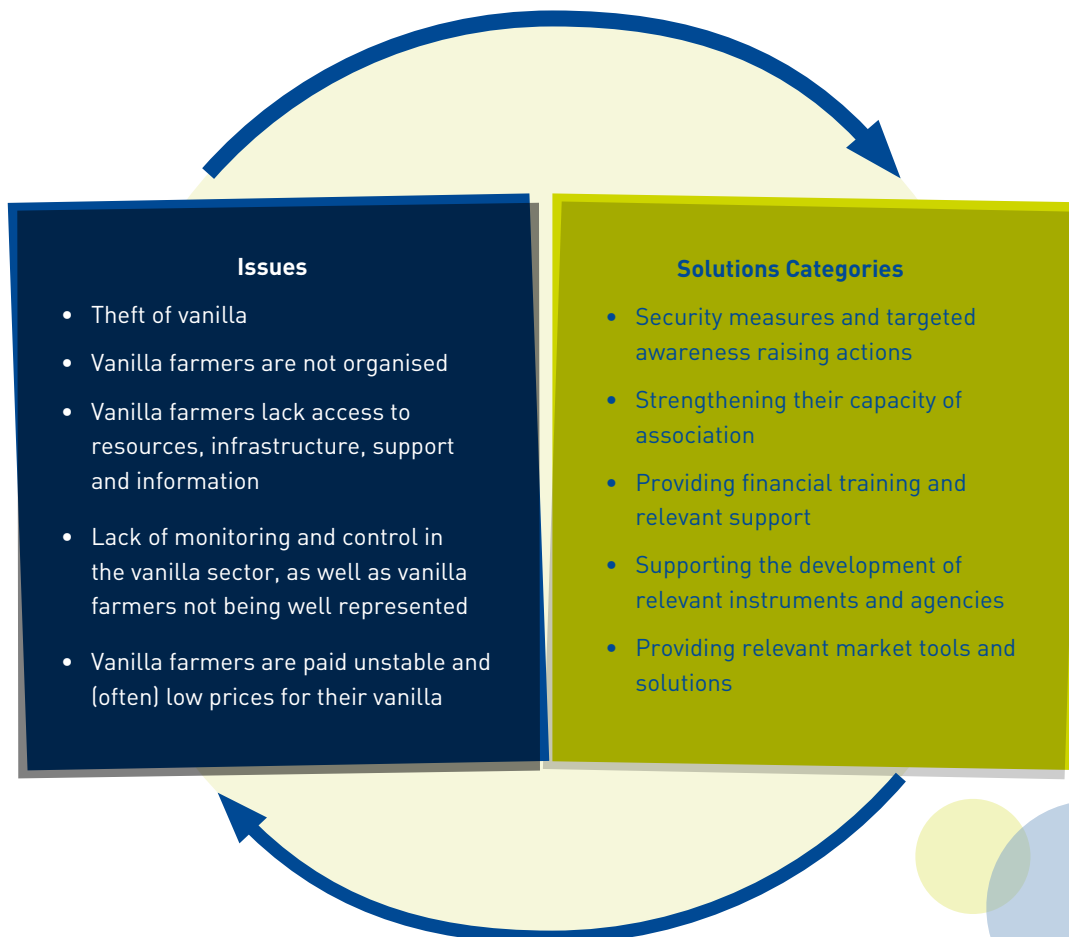 Issues
• Theft of vanilla
• Vanilla farmers are not organised
• Vanilla farmers lack access to
resources, infrastructure, support
and information
• Lack of monitoring and control in
the vanilla sector, as well as vanilla
farmers not being well represented
• Vanilla farmers are paid unstable and
(often) low prices for their vanilla
Solutions Categories
• Security measures and targeted
awareness raising actions
• Strengthening their capacity of
association
• Providing financial training and
relevant support
• Supporting the development of
relevant instruments and agencies
• Providing relevant market tools and
solutions